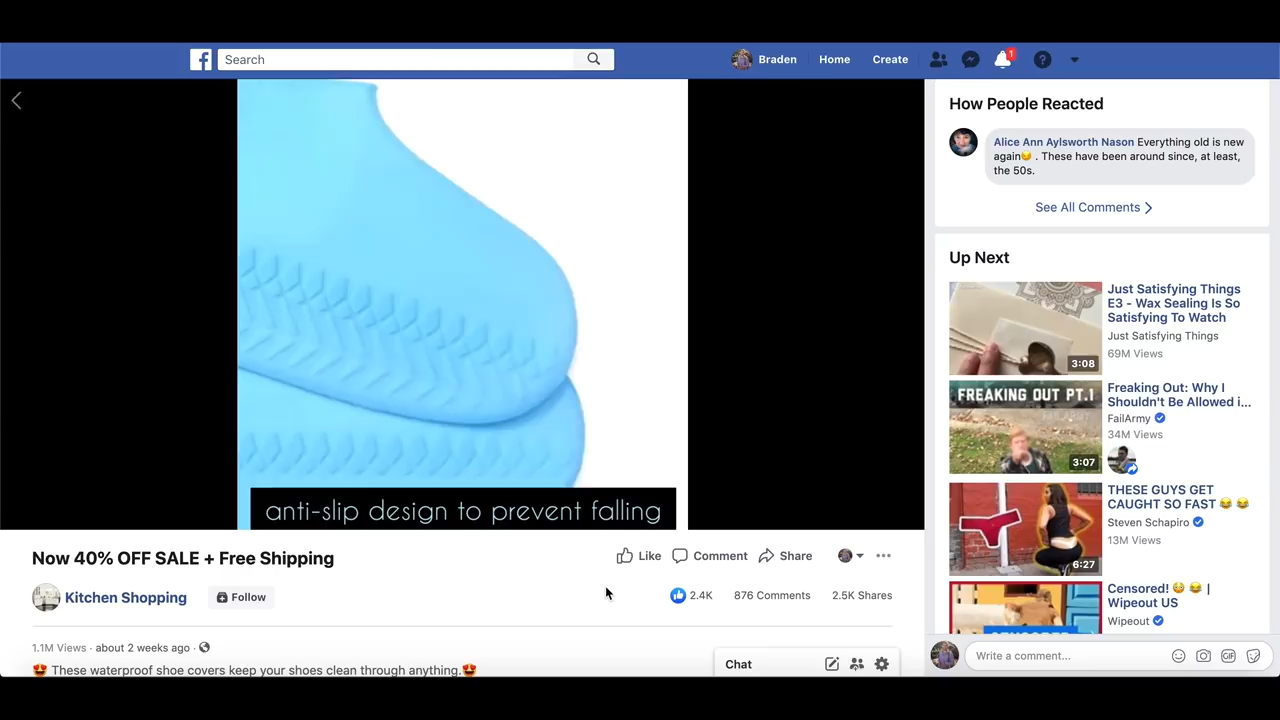 Search
Braden
Home
Create
1
How People Reacted
Alice Ann Aylsworth Nason Everything old is new
again😏 . These have been around since, at least,
the 50s.
See All Comments
anti-slip design to prevent falling
Now 40% OFF SALE + Free Shipping
Like
Comment
Share
Kitchen Shopping
Follow
2.4K
876 Comments
2.5K Shares
1.1M Views · about 2 weeks ago ·
😍 These waterproof shoe covers keep your shoes clean through anything.😍
Chat
Up Next
Just Satisfying Things
E3 - Wax Sealing Is So
Satisfying To Watch
Just Satisfying Things
69M Views
3:08
FREAKING OUT PT.1
Freaking Out: Why I
Shouldn't Be Allowed i...
FailArmy
34M Views
3:07
THESE GUYS GET
CAUGHT SO FAST 😂 😂
Steven Schapiro
13M Views
6:27
Censored! 😳 😂 |
Wipeout US
Wipeout
Write a comment...
GIF